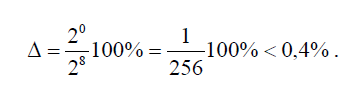 Δ = 2⁰/2⁸ 100% = 1/256 100% < 0,4% .